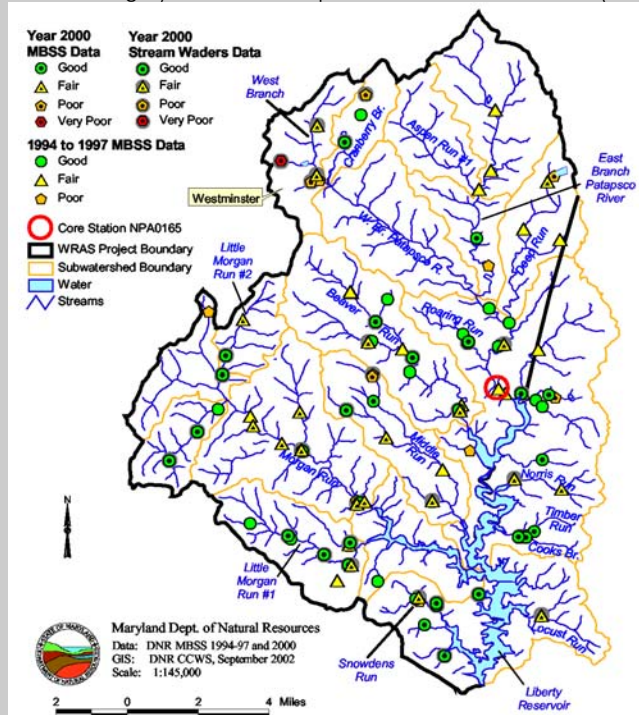 Year 2000
MBSS Data
Good
Fair
Poor
Very Poor
Year 2000
Stream Waders Data
Good
Fair
Poor
Very Poor
1994 to 1997 MBSS Data
Good
Fair
Poor
Core Station NPA0165
WRAS Project Boundary
Subwatershed Boundary
Water
Streams
West
Branch
Cranberry Br.
Aspen Run #1
East
Branch
Patapsco
River
Westminster
W. Br. Patapsco R.
Deep Run
Little
Morgan
Run #2
Beaver
Run
Roaring Run
Middle
Run
Morgan Run
Norris Run
Timber
Run
Cooks Br.
Little
Morgan
Run #1
Locust Run
Snowdens
Run
Liberty
Reservoir
N
Maryland Dept. of Natural Resources
Data: DNR MBSS 1994-97 and 2000
GIS: DNR CCWS, September 2002
Scale: 1:145,000
2 0 2 4 Miles